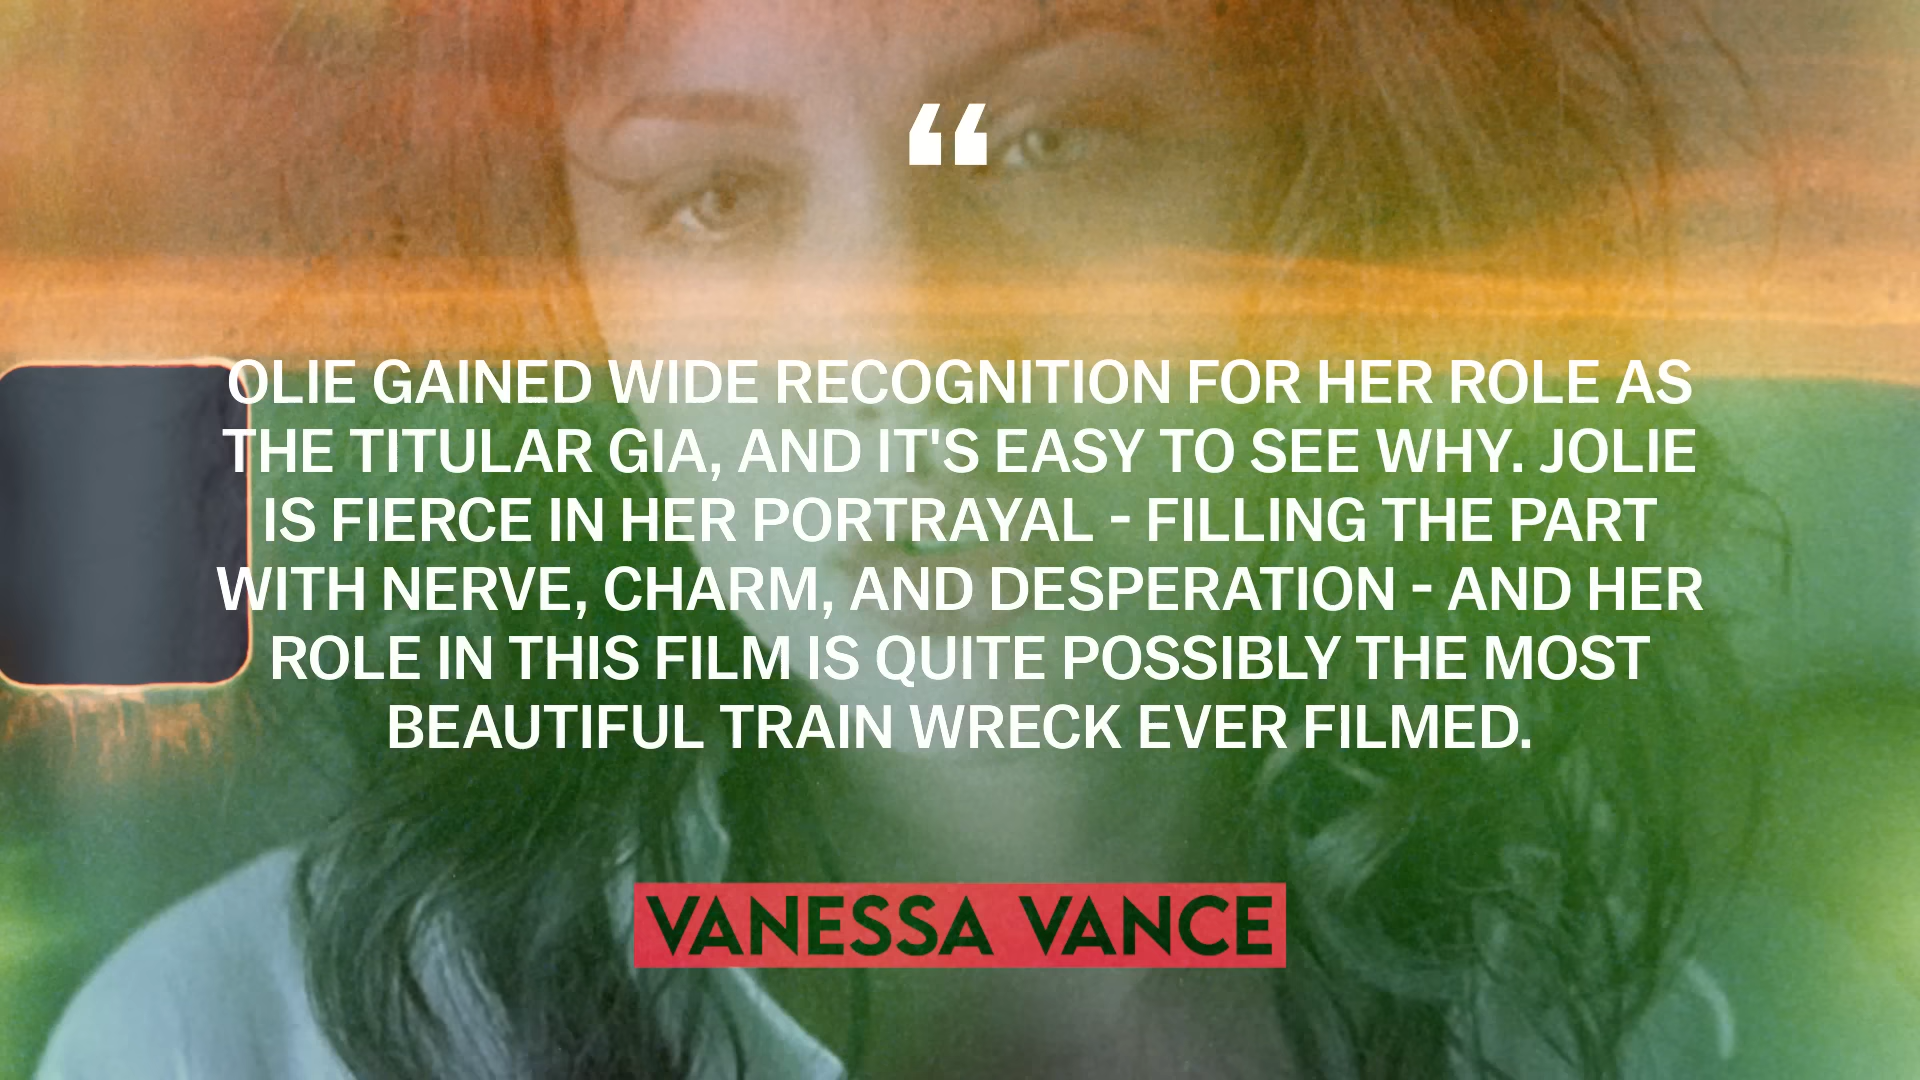 “
OLIE GAINED WIDE RECOGNITION FOR HER ROLE AS
THE TITULAR GIA, AND IT'S EASY TO SEE WHY. JOLIE
IS FIERCE IN HER PORTRAYAL - FILLING THE PART
WITH NERVE, CHARM, AND DESPERATION - AND HER
ROLE IN THIS FILM IS QUITE POSSIBLY THE MOST
BEAUTIFUL TRAIN WRECK EVER FILMED.
VANESSA VANCE